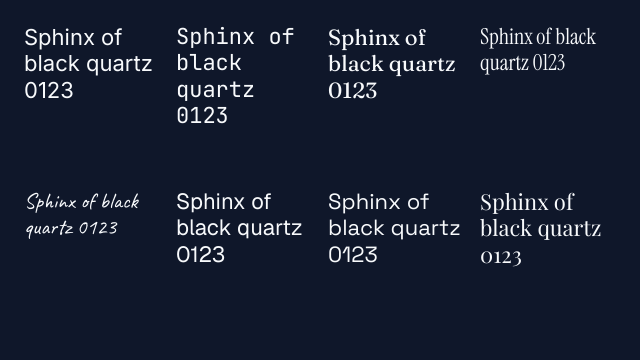 Sphinx of
black quartz
0123
Sphinx of
black
quartz
0123
Sphinx of
black quartz
0123
Sphinx of black
quartz 0123
Sphinx of black
quartz 0123
Sphinx of
black quartz
0123
Sphinx of
black quartz
0123
Sphinx of
black quartz
0123